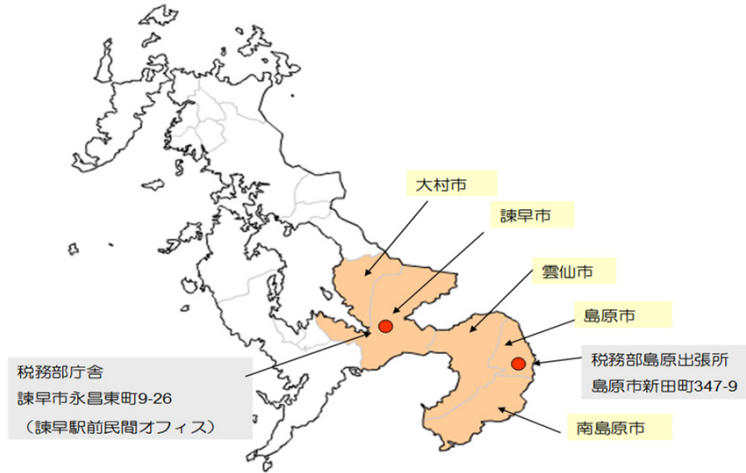 大村市
諫早市
雲仙市
島原市
税務部島原出張所
島原市新田町347-9
税務部庁舎
諫早市永昌東町9-26
（諫早駅前民間オフィス）
南島原市